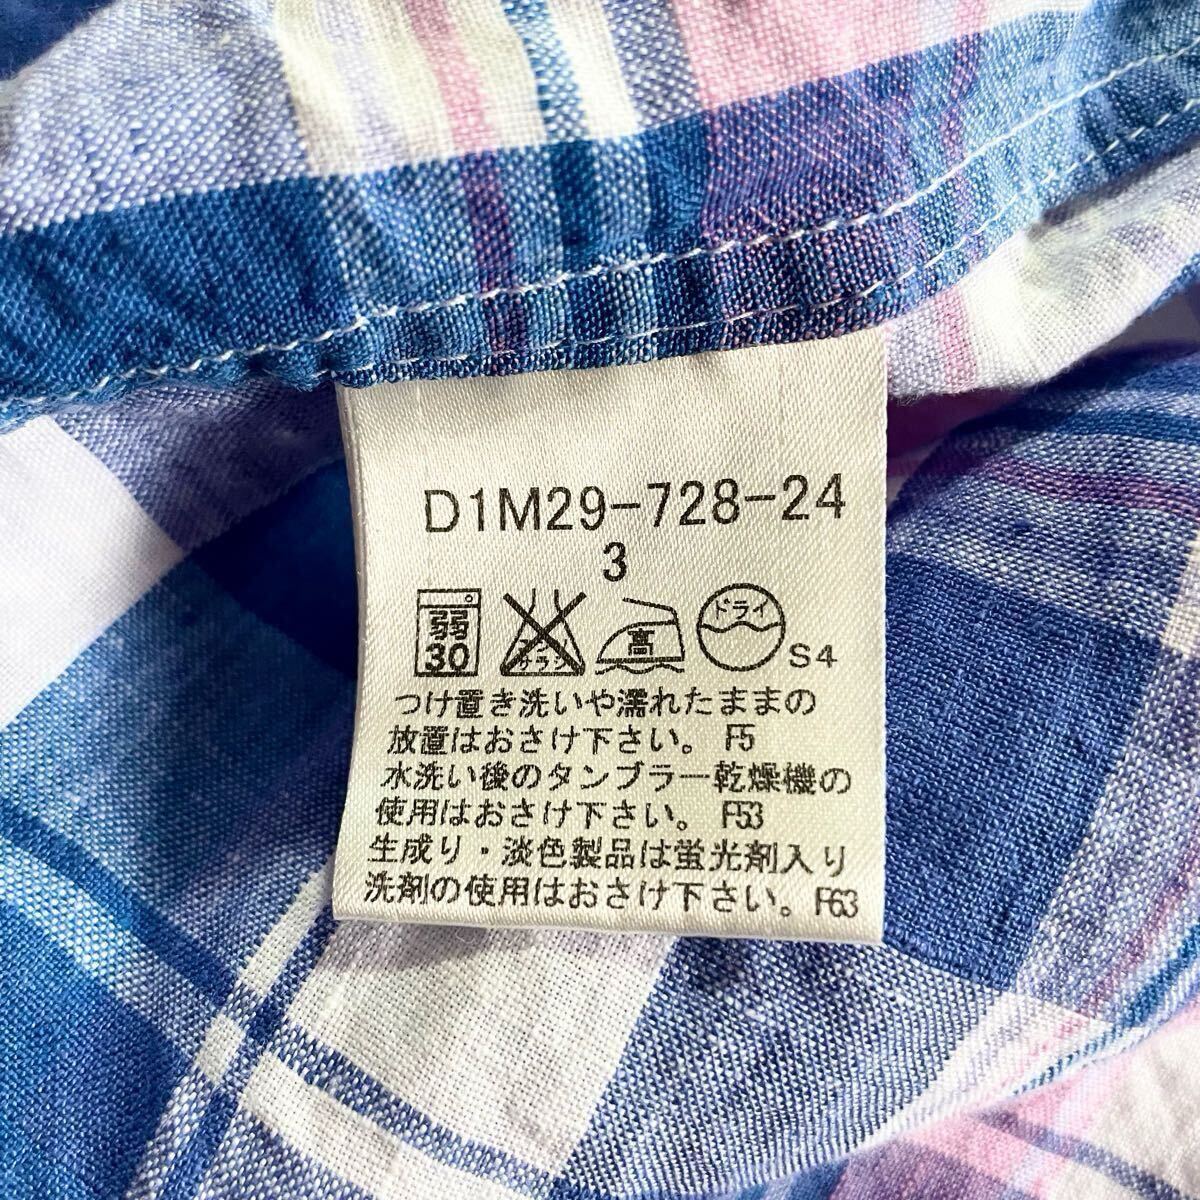 D1M29-728-24
3
弱 30 エンソ サラシ 高 ドライ S4
つけ置き洗いや濡れたままの
放置はおさけ下さい。F5
水洗い後のタンブラー乾燥機の
使用はおさけ下さい。F53
生成り・淡色製品は蛍光剤入り
洗剤の使用はおさけ下さい。F63